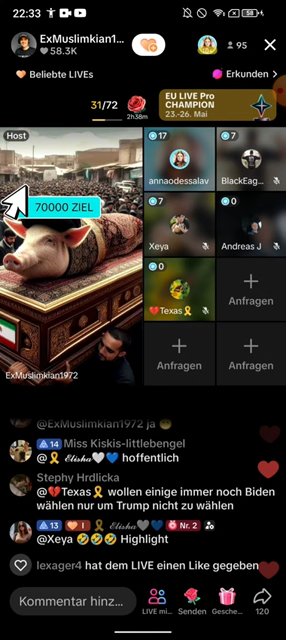 22:33
58
ExMuslimkian1...
58.3K
95
Beliebte LIVEs
Erkunden >
31/72
2h38m
EU LIVE Pro
CHAMPION
23.-26. Mai
Host
70000 ZIEL
17
annaodessalav
7
BlackEag...
7
Xeya
0
Andreas J
0
💔Texas🎗
Anfragen
Anfragen
Anfragen
ExMuslimkian1972
@ExMuslimkian1972 ja
14 Miss Kiskis-littlebengel
@🎗 𝓔𝓵𝓲𝓼𝓱𝓪🤍💙 hoffentlich
Stephy Hrdlicka
@💔Texas🎗 wollen einige immer noch Biden
wählen nur um Trump nicht zu wählen
13 I 🎗 𝓔𝓵𝓲𝓼𝓱𝓪🤍💙 Nr. 2
@Xeya 🤣🤣🤣 Highlight
lexager4 hat dem LIVE einen Like gegeben
Kommentar hinz...
LIVE mi...
Senden
Gesche...
120